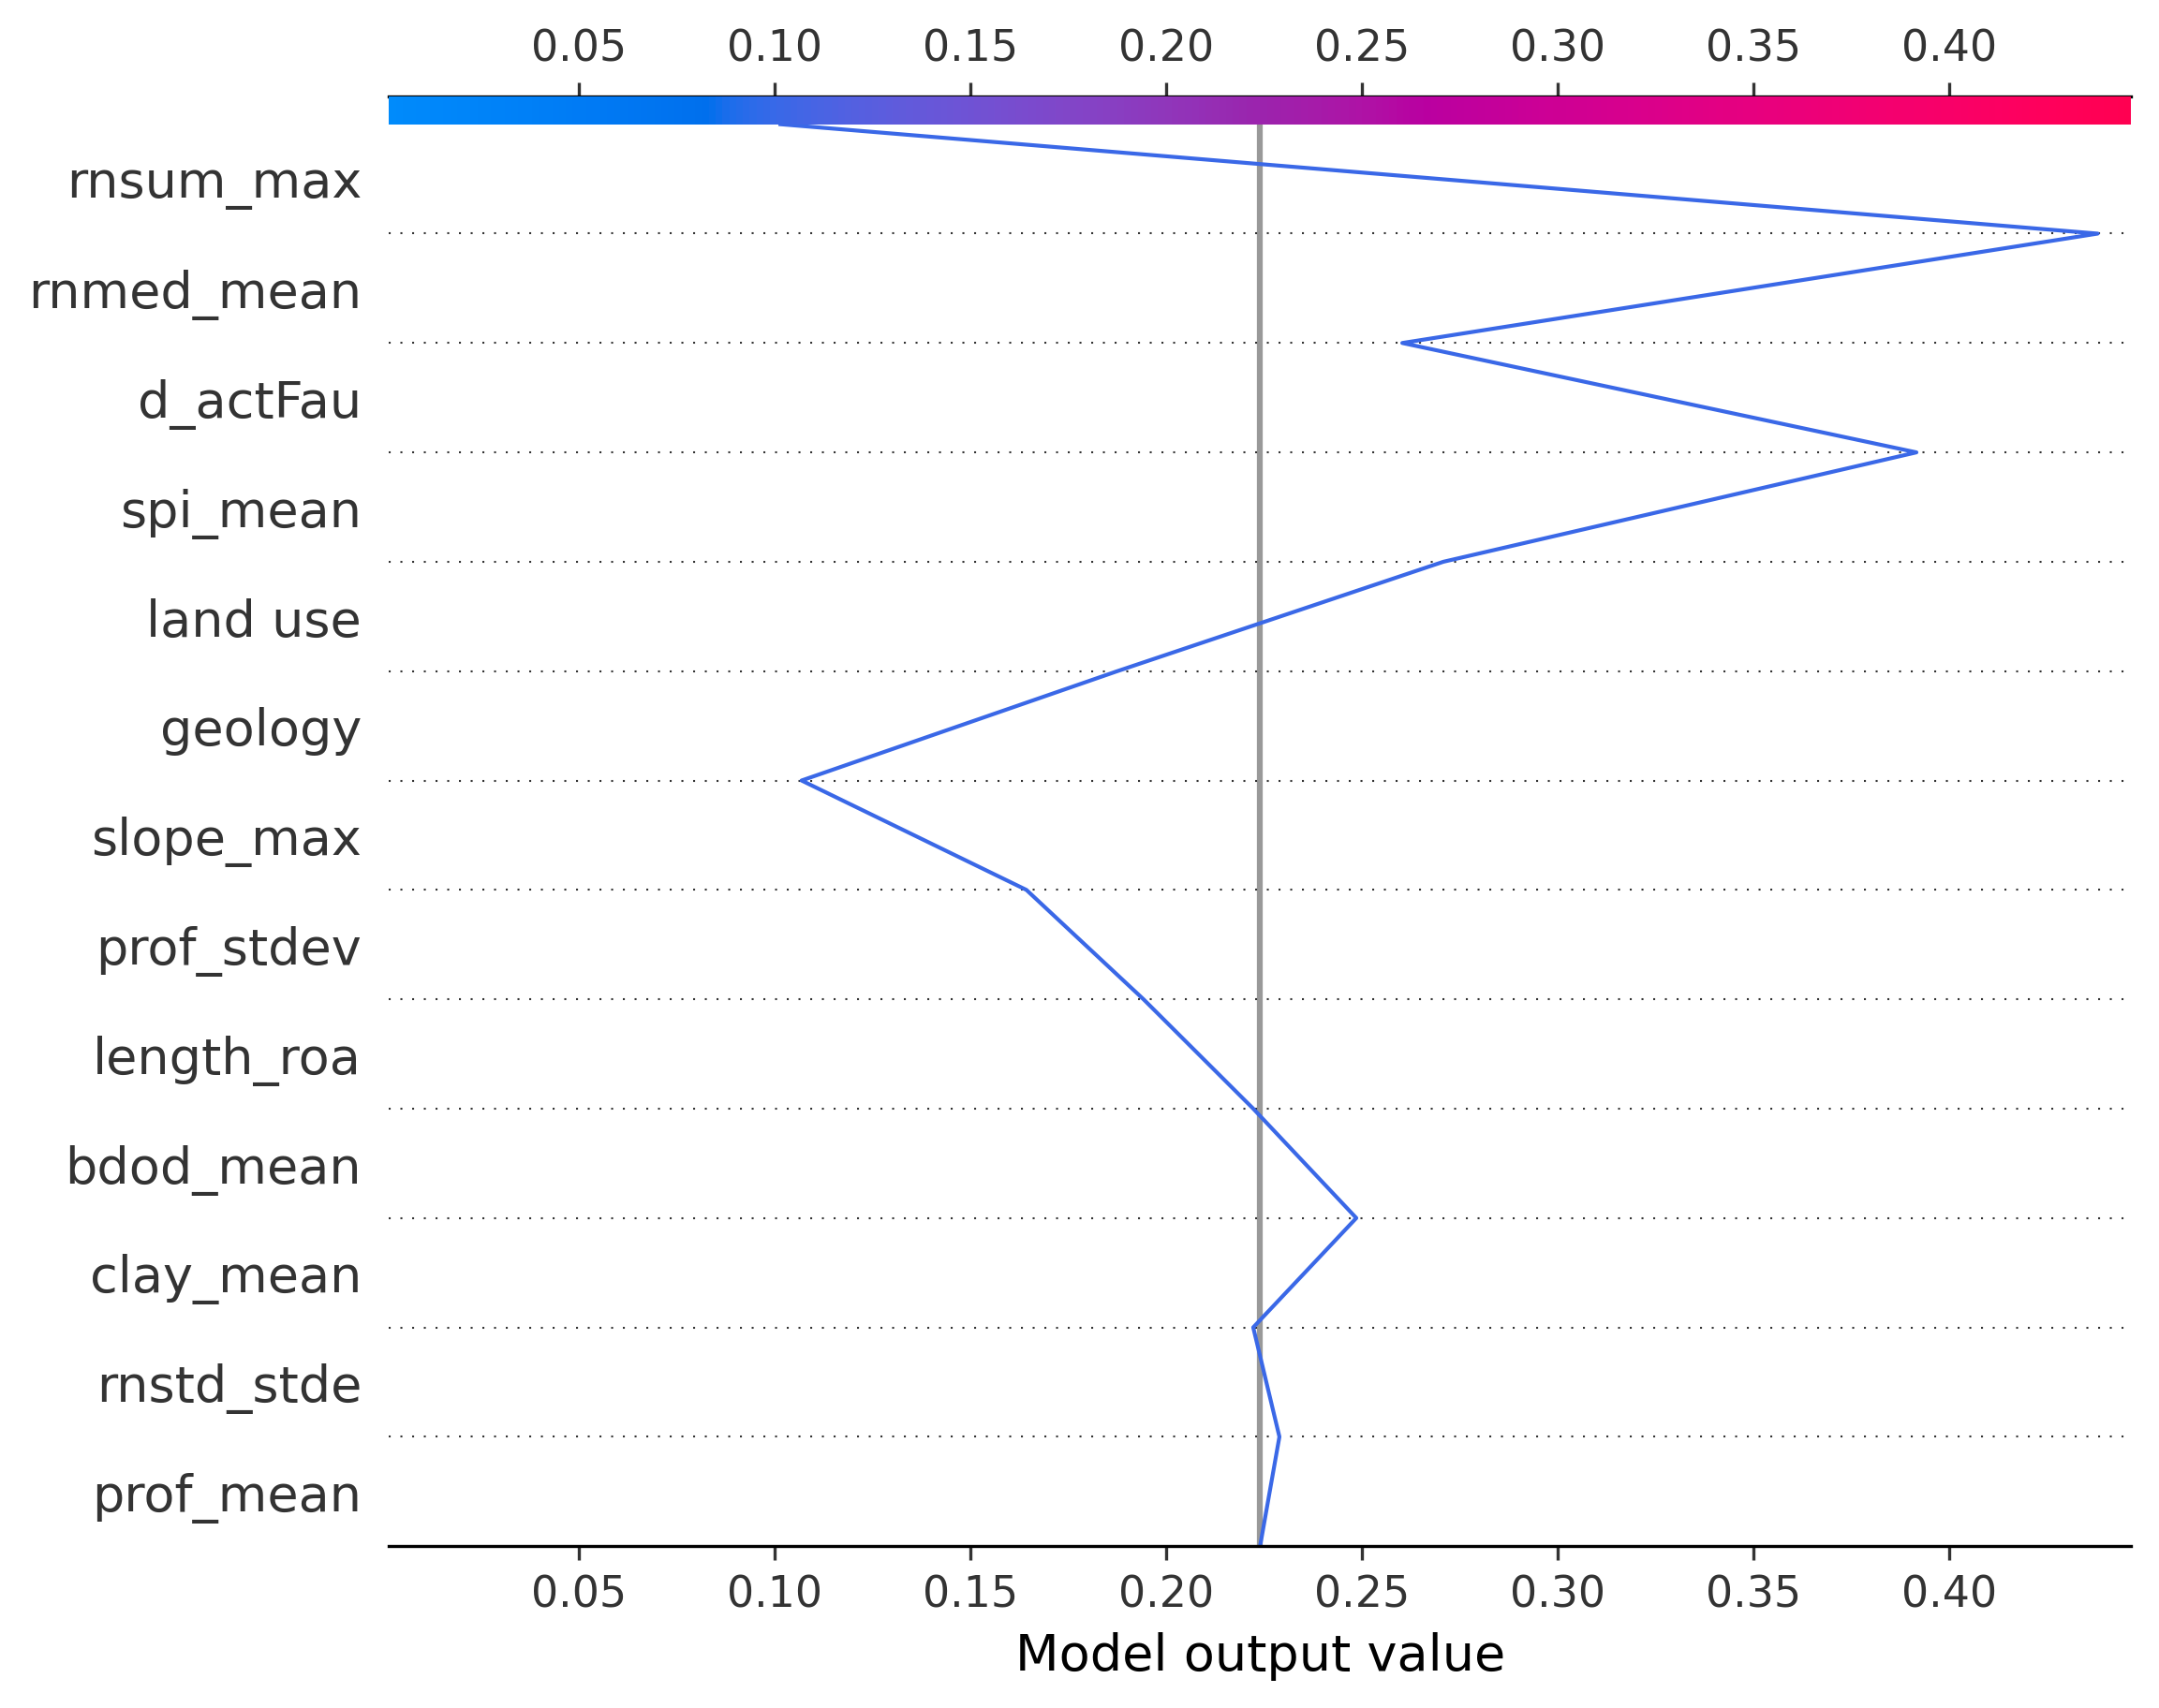 0.05 0.10 0.15 0.20 0.25 0.30 0.35 0.40
rnsum_max
rnmed_mean
d_actFau
spi_mean
land use
geology
slope_max
prof_stdev
length_roa
bdod_mean
clay_mean
rnstd_stde
prof_mean
0.05 0.10 0.15 0.20 0.25 0.30 0.35 0.40
Model output value